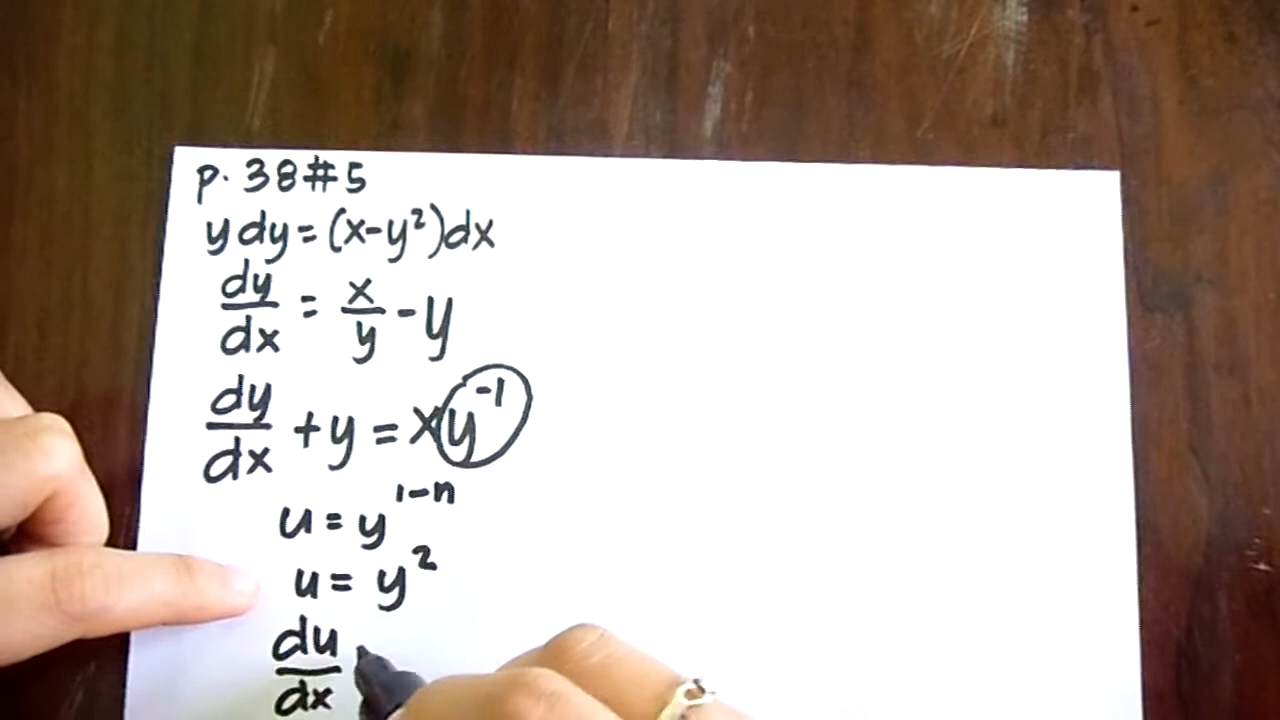 p. 38 #5
y dy = (x-y²)dx
dy/dx = x/y - y
dy/dx + y = xy⁻¹
u = y¹⁻ⁿ
u = y²
du/dx